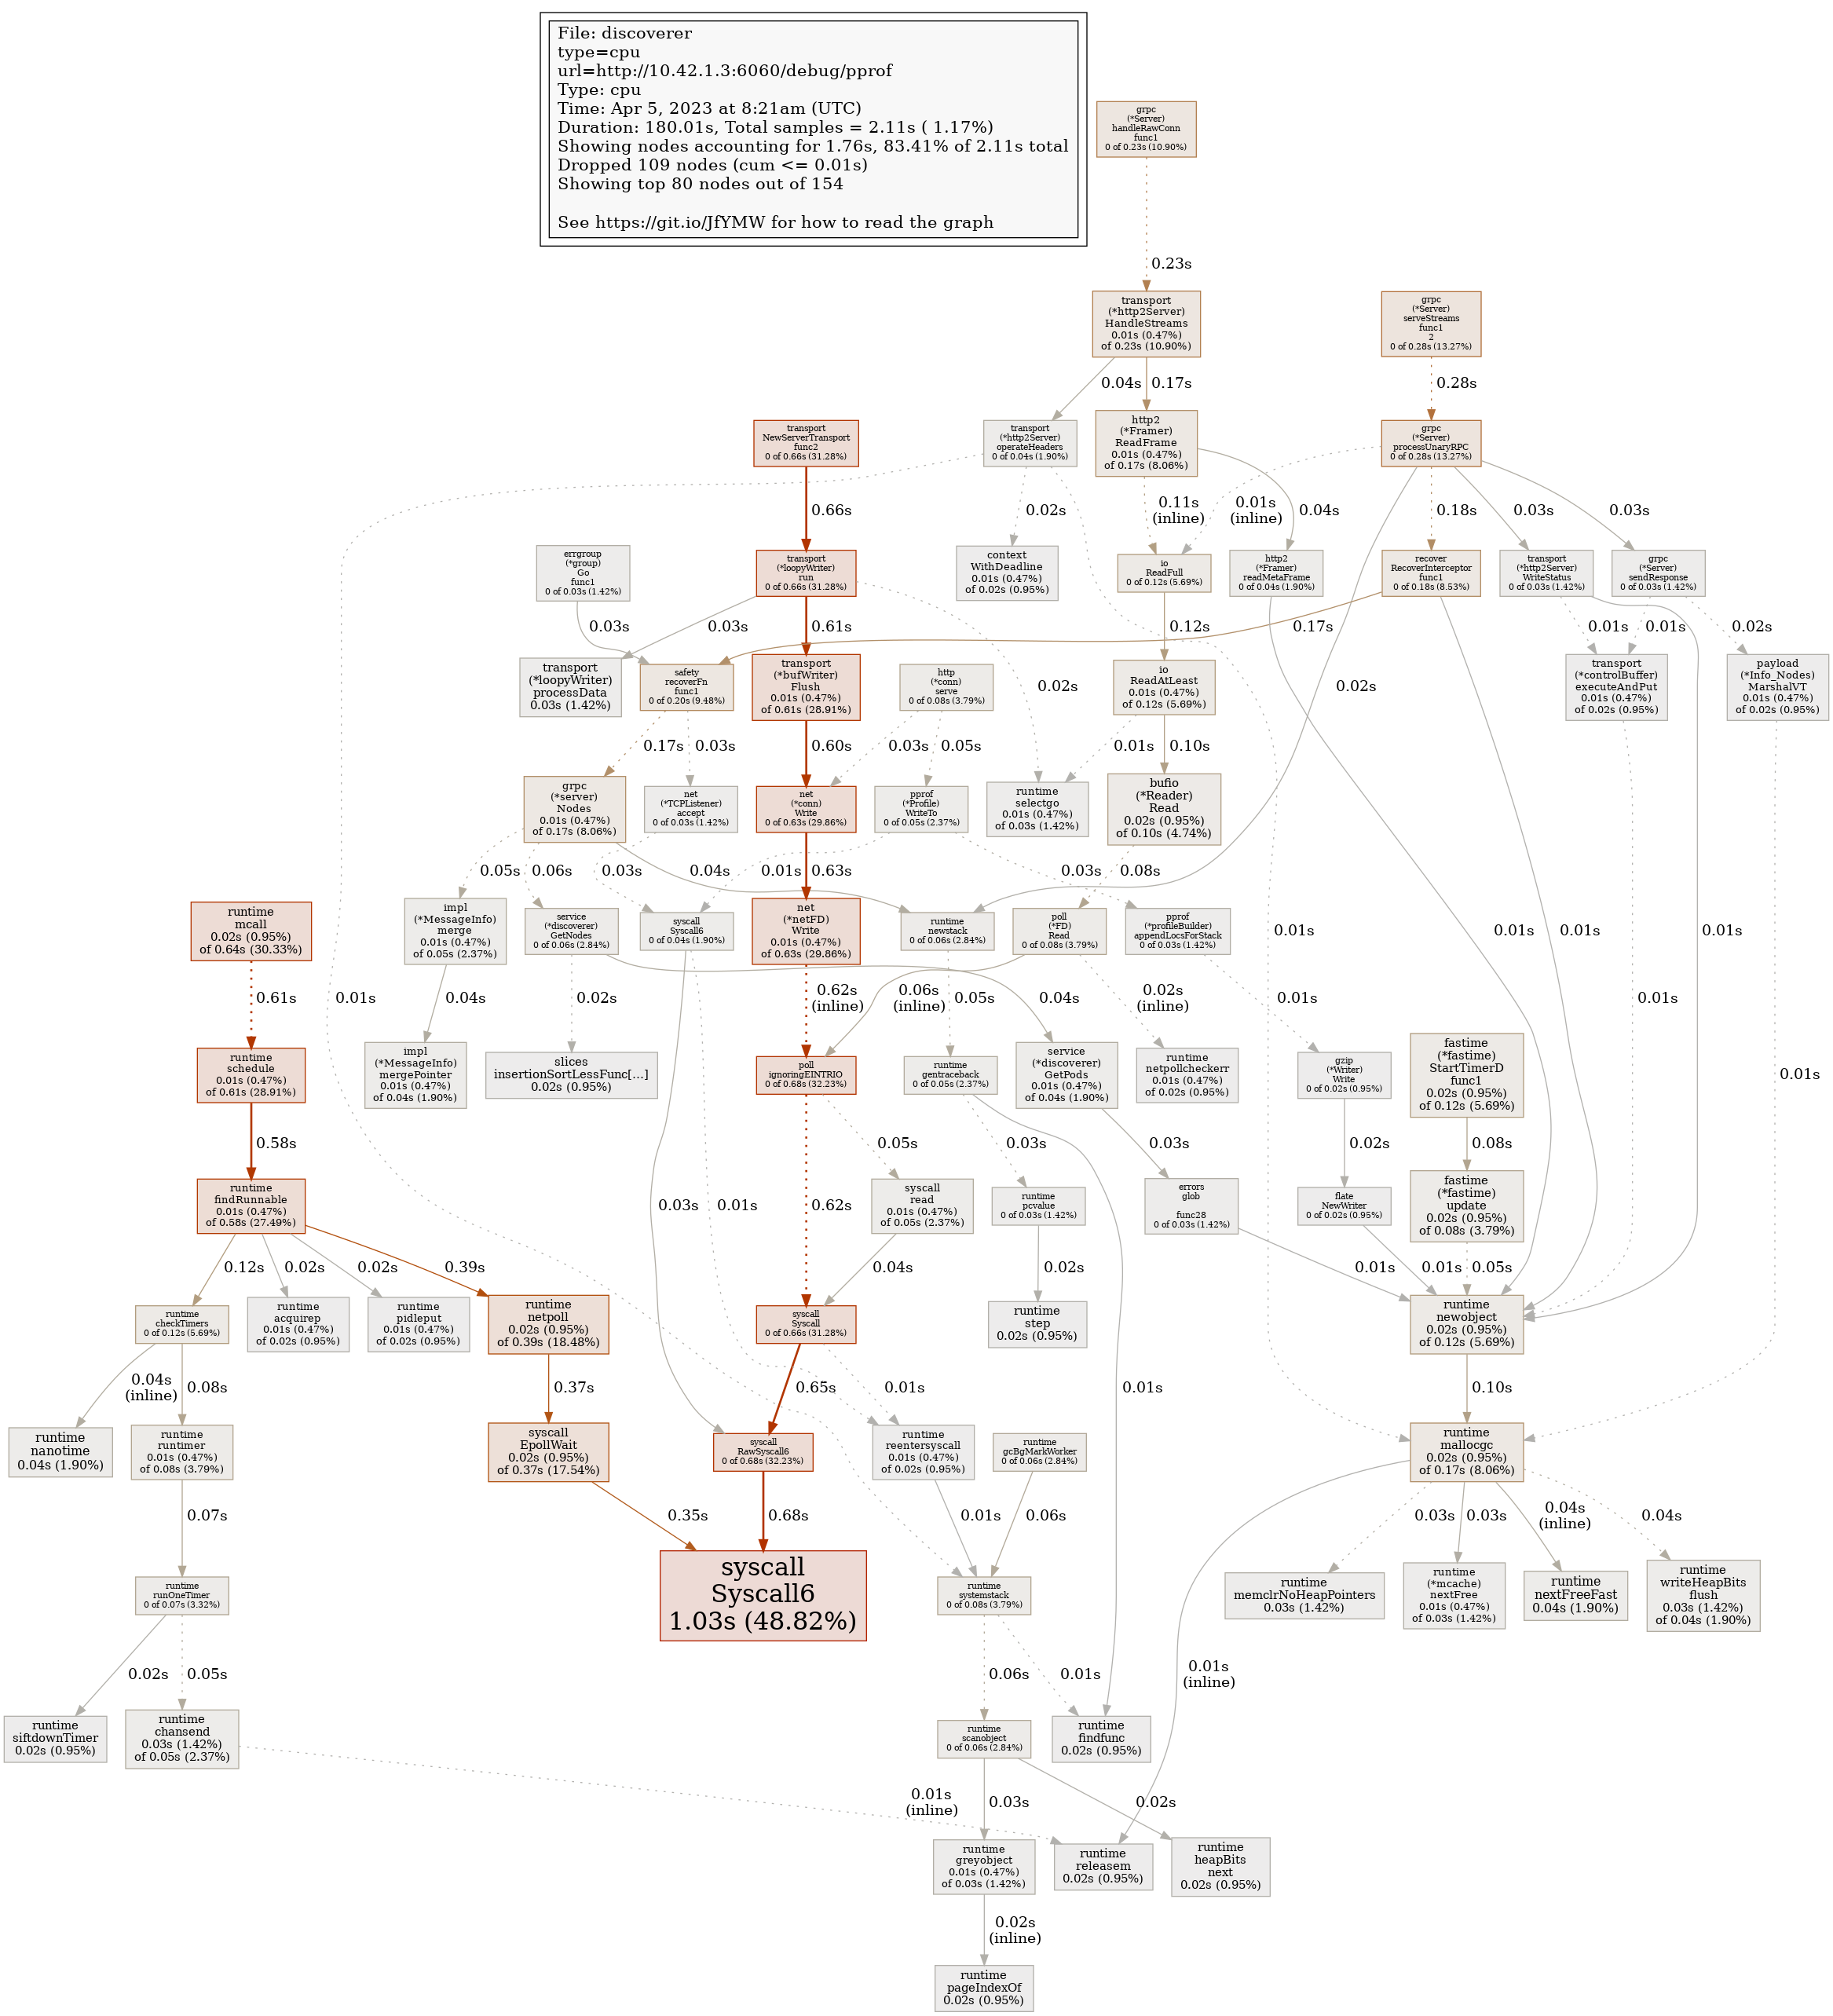 File: discoverer
type=cpu
url=http://10.42.1.3:6060/debug/pprof
Type: cpu
Time: Apr 5, 2023 at 8:21am (UTC)
Duration: 180.01s, Total samples = 2.11s ( 1.17%)
Showing nodes accounting for 1.76s, 83.41% of 2.11s total
Dropped 109 nodes (cum <= 0.01s)
Showing top 80 nodes out of 154
See https://git.io/JfYMW for how to read the graph
grpc
(*Server)
handleRawConn
func1
0 of 0.23s (10.90%)
0.23s
transport
(*http2Server)
HandleStreams
0.01s (0.47%)
of 0.23s (10.90%)
grpc
(*Server)
serveStreams
func1
2
0 of 0.28s (13.27%)
0.04s
0.17s
0.28s
transport
NewServerTransport
func2
0 of 0.66s (31.28%)
transport
(*http2Server)
operateHeaders
0 of 0.04s (1.90%)
http2
(*Framer)
ReadFrame
0.01s (0.47%)
of 0.17s (8.06%)
grpc
(*Server)
processUnaryRPC
0 of 0.28s (13.27%)
0.66s
0.02s
0.11s
(inline)
0.01s
(inline)
0.04s
0.18s
0.03s
0.03s
errgroup
(*group)
Go
func1
0 of 0.03s (1.42%)
transport
(*loopyWriter)
run
0 of 0.66s (31.28%)
context
WithDeadline
0.01s (0.47%)
of 0.02s (0.95%)
io
ReadFull
0 of 0.12s (5.69%)
http2
(*Framer)
readMetaFrame
0 of 0.04s (1.90%)
recover
RecoverInterceptor
func1
0 of 0.18s (8.53%)
transport
(*http2Server)
WriteStatus
0 of 0.03s (1.42%)
grpc
(*Server)
sendResponse
0 of 0.03s (1.42%)
0.03s
0.03s
0.61s
0.12s
0.17s
0.01s
0.01s
0.02s
transport
(*loopyWriter)
processData
0.03s (1.42%)
safety
recoverFn
func1
0 of 0.20s (9.48%)
transport
(*bufWriter)
Flush
0.01s (0.47%)
of 0.61s (28.91%)
http
(*conn)
serve
0 of 0.08s (3.79%)
0.02s
io
ReadAtLeast
0.01s (0.47%)
of 0.12s (5.69%)
0.02s
transport
(*controlBuffer)
executeAndPut
0.01s (0.47%)
of 0.02s (0.95%)
payload
(*Info_Nodes)
MarshalVT
0.01s (0.47%)
of 0.02s (0.95%)
0.17s
0.03s
0.60s
0.03s
0.05s
0.01s
0.10s
grpc
(*server)
Nodes
0.01s (0.47%)
of 0.17s (8.06%)
net
(*TCPListener)
accept
0 of 0.03s (1.42%)
net
(*conn)
Write
0 of 0.63s (29.86%)
pprof
(*Profile)
WriteTo
0 of 0.05s (2.37%)
runtime
selectgo
0.01s (0.47%)
of 0.03s (1.42%)
bufio
(*Reader)
Read
0.02s (0.95%)
of 0.10s (4.74%)
0.05s
0.06s
0.03s
0.04s
0.01s
0.63s
0.03s
0.08s
runtime
mcall
0.02s (0.95%)
of 0.64s (30.33%)
impl
(*MessageInfo)
merge
0.01s (0.47%)
of 0.05s (2.37%)
service
(*discoverer)
GetNodes
0 of 0.06s (2.84%)
syscall
Syscall6
0 of 0.04s (1.90%)
net
(*netFD)
Write
0.01s (0.47%)
of 0.63s (29.86%)
runtime
newstack
0 of 0.06s (2.84%)
poll
(*FD)
Read
0 of 0.08s (3.79%)
pprof
(*profileBuilder)
appendLocsForStack
0 of 0.03s (1.42%)
0.01s
0.01s
0.01s
0.01s
0.01s
0.61s
0.01s
0.04s
0.02s
0.62s
(inline)
0.06s
(inline)
0.05s
0.04s
0.02s
(inline)
0.01s
runtime
schedule
0.01s (0.47%)
of 0.61s (28.91%)
impl
(*MessageInfo)
mergePointer
0.01s (0.47%)
of 0.04s (1.90%)
slices
insertionSortLessFunc[...]
0.02s (0.95%)
poll
ignoringEINTRIO
0 of 0.68s (32.23%)
runtime
gentraceback
0 of 0.05s (2.37%)
service
(*discoverer)
GetPods
0.01s (0.47%)
of 0.04s (1.90%)
runtime
netpollcheckerr
0.01s (0.47%)
of 0.02s (0.95%)
gzip
(*Writer)
Write
0 of 0.02s (0.95%)
fastime
(*fastime)
StartTimerD
func1
0.02s (0.95%)
of 0.12s (5.69%)
0.01s
0.58s
0.05s
0.03s
0.03s
0.02s
0.08s
runtime
findRunnable
0.01s (0.47%)
of 0.58s (27.49%)
0.03s
0.01s
0.62s
syscall
read
0.01s (0.47%)
of 0.05s (2.37%)
runtime
pcvalue
0 of 0.03s (1.42%)
errors
glob

func28
0 of 0.03s (1.42%)
flate
NewWriter
0 of 0.02s (0.95%)
fastime
(*fastime)
update
0.02s (0.95%)
of 0.08s (3.79%)
0.12s
0.02s
0.02s
0.39s
0.04s
0.02s
0.01s
0.01s
0.05s
runtime
checkTimers
0 of 0.12s (5.69%)
runtime
acquirep
0.01s (0.47%)
of 0.02s (0.95%)
runtime
pidleput
0.01s (0.47%)
of 0.02s (0.95%)
runtime
netpoll
0.02s (0.95%)
of 0.39s (18.48%)
syscall
Syscall
0 of 0.66s (31.28%)
runtime
step
0.02s (0.95%)
runtime
newobject
0.02s (0.95%)
of 0.12s (5.69%)
0.04s
(inline)
0.08s
0.37s
0.65s
0.01s
0.01s
0.10s
runtime
nanotime
0.04s (1.90%)
runtime
runtimer
0.01s (0.47%)
of 0.08s (3.79%)
syscall
EpollWait
0.02s (0.95%)
of 0.37s (17.54%)
syscall
RawSyscall6
0 of 0.68s (32.23%)
runtime
reentersyscall
0.01s (0.47%)
of 0.02s (0.95%)
runtime
gcBgMarkWorker
0 of 0.06s (2.84%)
runtime
mallocgc
0.02s (0.95%)
of 0.17s (8.06%)
0.07s
0.35s
0.68s
0.01s
0.06s
0.03s
0.03s
0.04s
(inline)
0.04s
runtime
runOneTimer
0 of 0.07s (3.32%)
syscall
Syscall6
1.03s (48.82%)
runtime
systemstack
0 of 0.08s (3.79%)
runtime
memclrNoHeapPointers
0.03s (1.42%)
runtime
(*mcache)
nextFree
0.01s (0.47%)
of 0.03s (1.42%)
runtime
nextFreeFast
0.04s (1.90%)
runtime
writeHeapBits
flush
0.03s (1.42%)
of 0.04s (1.90%)
0.02s
0.05s
0.06s
0.01s
0.01s
(inline)
runtime
siftdownTimer
0.02s (0.95%)
runtime
chansend
0.03s (1.42%)
of 0.05s (2.37%)
runtime
scanobject
0 of 0.06s (2.84%)
runtime
findfunc
0.02s (0.95%)
0.01s
(inline)
0.03s
0.02s
runtime
greyobject
0.01s (0.47%)
of 0.03s (1.42%)
runtime
releasem
0.02s (0.95%)
runtime
heapBits
next
0.02s (0.95%)
0.02s
(inline)
runtime
pageIndexOf
0.02s (0.95%)